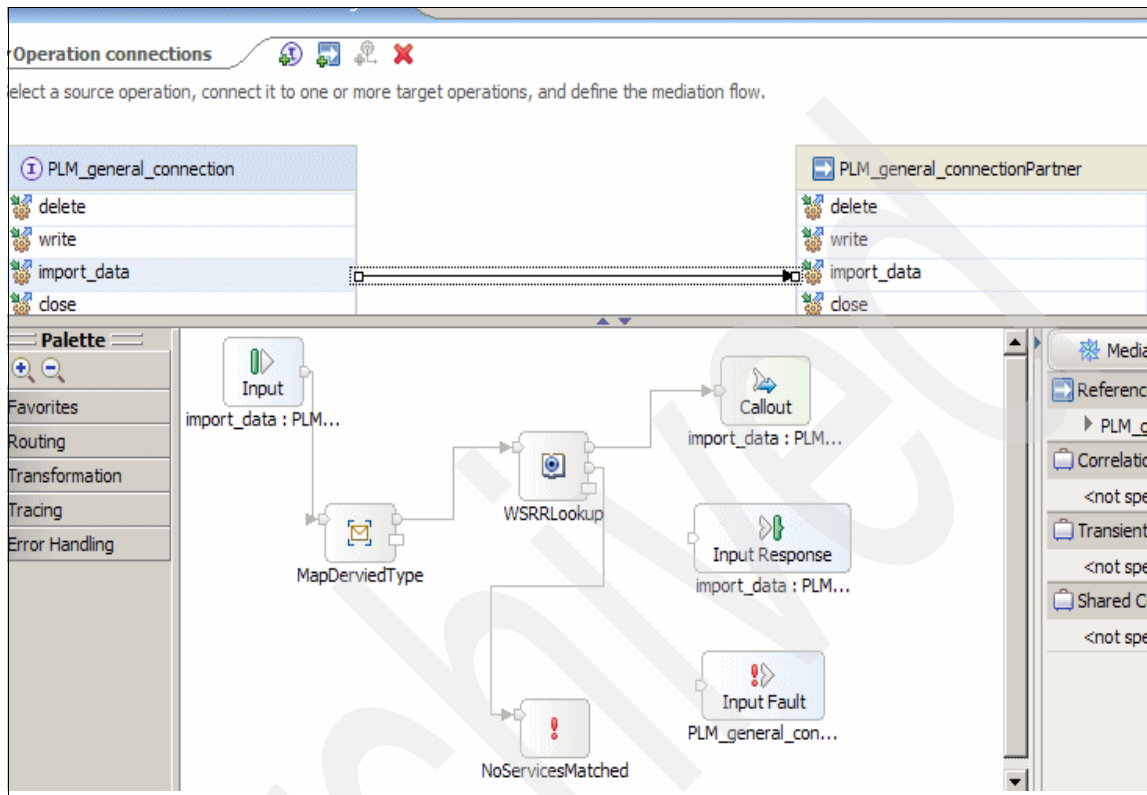 Operation connections
elect a source operation, connect it to one or more target operations, and define the mediation flow.
PLM_general_connection
delete
write
import_data
close
PLM_general_connectionPartner
delete
write
import_data
close
Palette
Favorites
Routing
Transformation
Tracing
Error Handling
Input
import_data : PLM...
MapDerviedType
WSRRLookup
Callout
import_data : PLM...
Input Response
import_data : PLM...
Input Fault
PLM_general_con...
NoServicesMatched
Media
Referenc
PLM_g
Correlatio
<not spe
Transient
<not spe
Shared C
<not spe